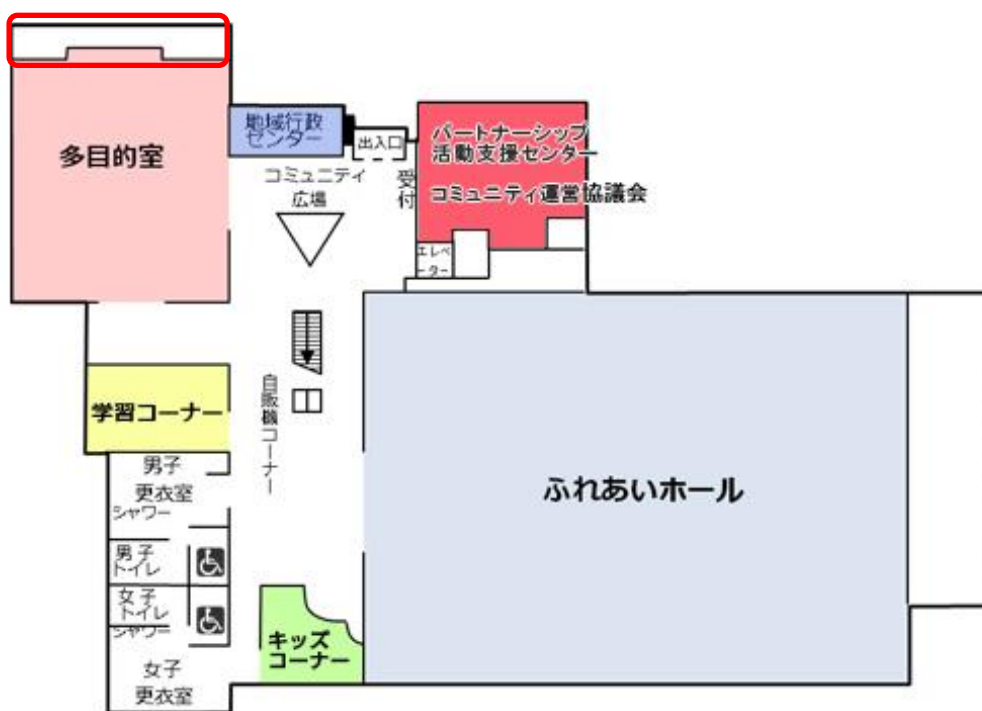 多目的室
地域行政
センター
出入口
パートナーシップ
活動支援センター
コミュニティ運営協議会
受付
コミュニティ
広場
エレベ
ーター
自販機コーナー
学習コーナー
男子
更衣室
シャワー
男子
トイレ
女子
トイレ
シャワー
女子
更衣室
キッズ
コーナー
ふれあいホール